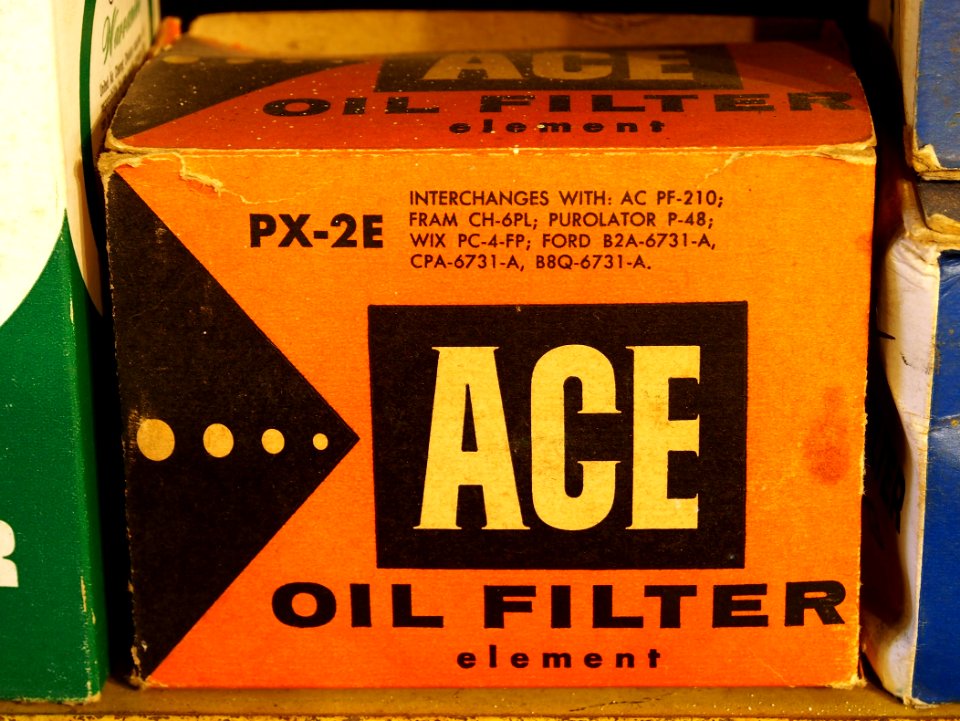 ACE
OIL FILTER
element
PX-2E
INTERCHANGES WITH: AC PF-210;
FRAM CH-6PL; PUROLATOR P-48;
WIX PC-4-FP; FORD B2A-6731-A,
CPA-6731-A, B8Q-6731-A.
ACE
OIL FILTER
element
R